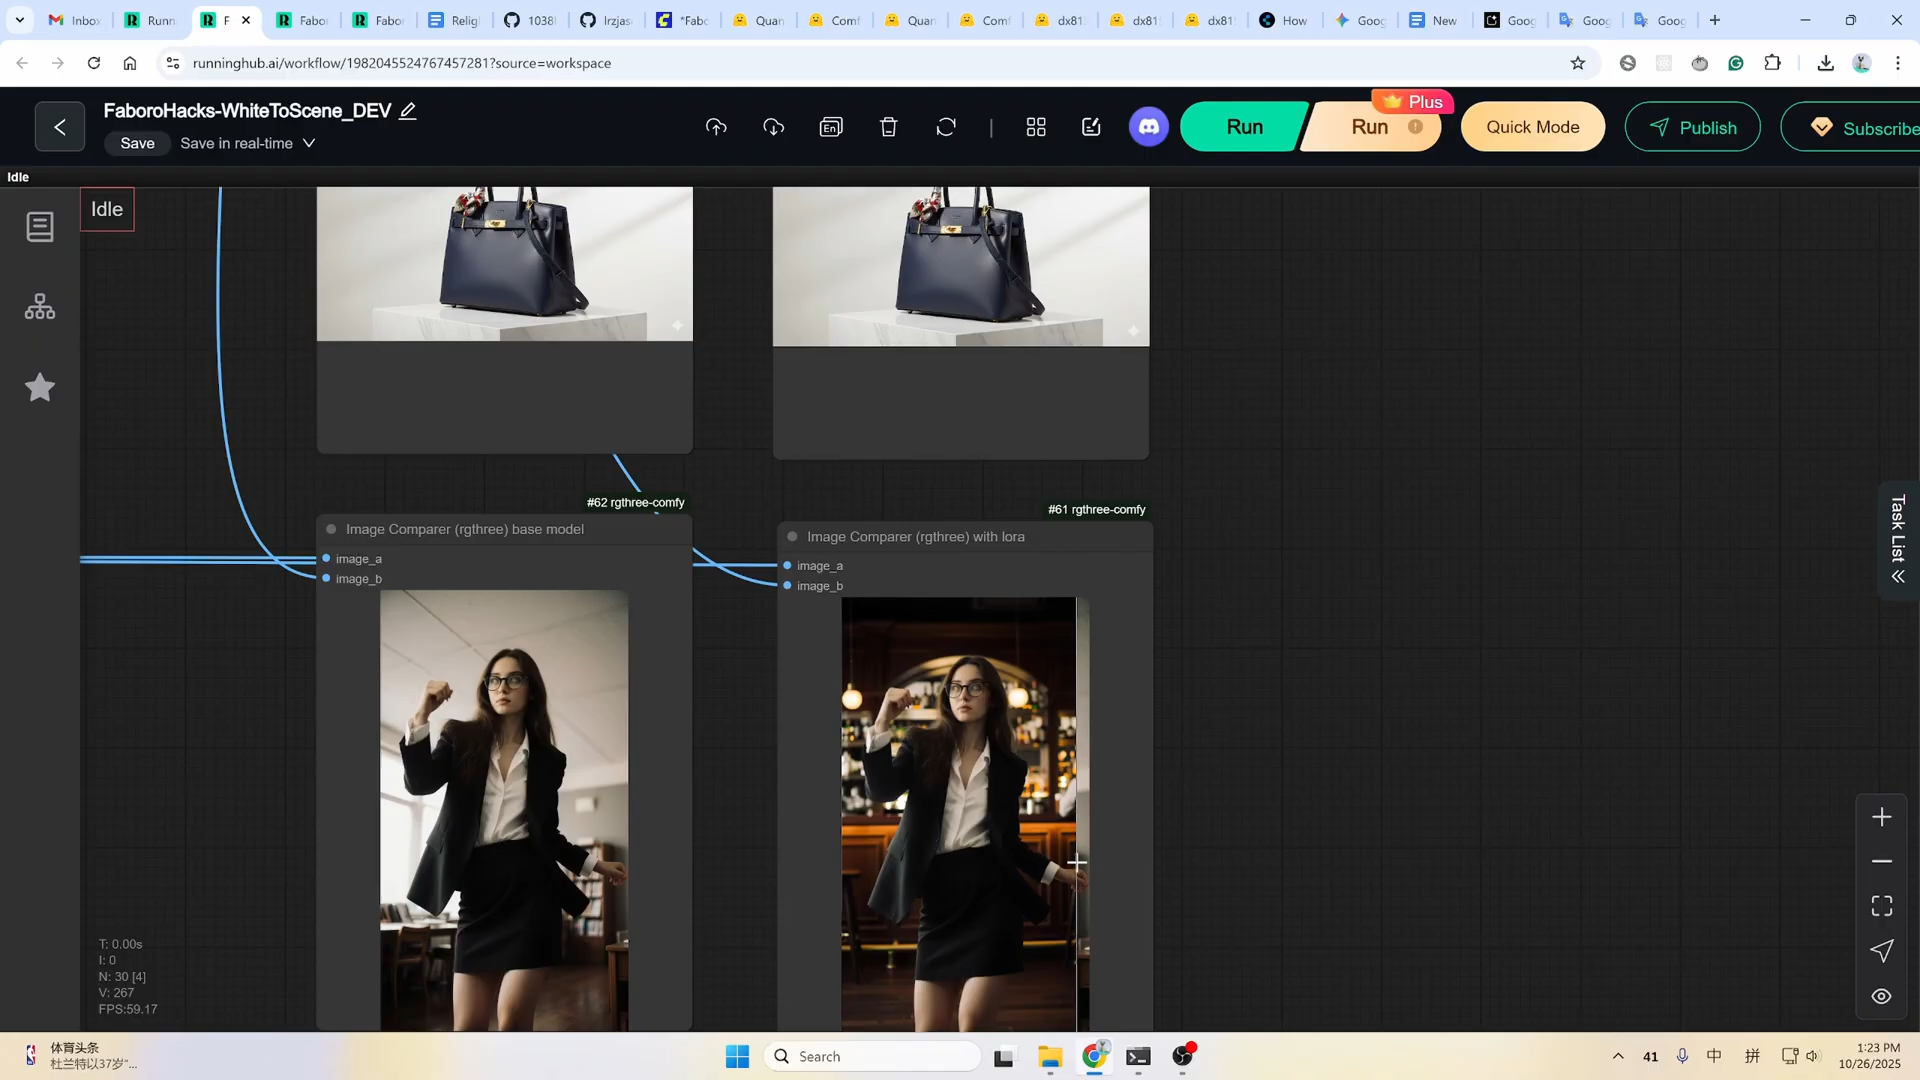 Inbox
Runn
F
Fabor
Fabor
Relig
1038
lrzjas
*Fabc
Quan
Comf
Quan
Comf
dx81
dx81
dx81
How
Goog
New
Goog
Goog
Goog
runninghub.ai/workflow/1982045524767457281?source=workspace
FaboroHacks-WhiteToScene_DEV
Save
Save in real-time
En
Run
Run
Plus
Quick Mode
Publish
Subscribe
Idle
Idle
#62 rgthree-comfy
#61 rgthree-comfy
Image Comparer (rgthree) base model
image_a
image_b
Image Comparer (rgthree) with lora
image_a
image_b
Task List
T: 0.00s
I: 0
N: 30 [4]
V: 267
FPS:59.17
体育头条
杜兰特以37岁"...
Search
41
中
拼
1:23 PM
10/26/2025